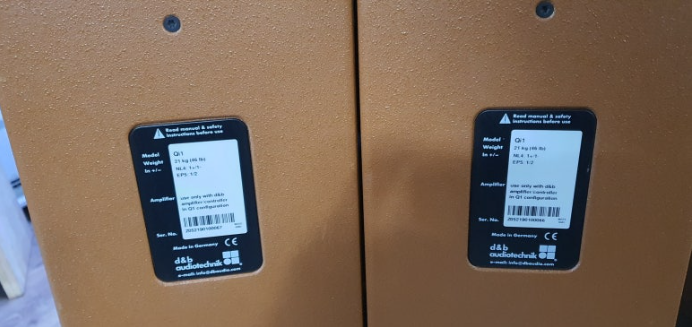 Read manual & safety
instructions before use
Model Qi1
Weight 21 kg (46 lb)
In +/– NL4: 1+/1-
EP5: 1/2
Amplifier use only with d&b
amplifier controller
in Q1 configuration
Ser. No.
Made in Germany CE
d&b
audiotechnik
e-mail: info@dbaudio.com
Read manual & safety
instructions before use
Model Qi1
Weight 21 kg (46 lb)
In +/– NL4: 1+/1-
EP5: 1/2
Amplifier use only with d&b
amplifier controller
in Q1 configuration
Ser. No.
Made in Germany CE
d&b
audiotechnik
e-mail: info@dbaudio.com